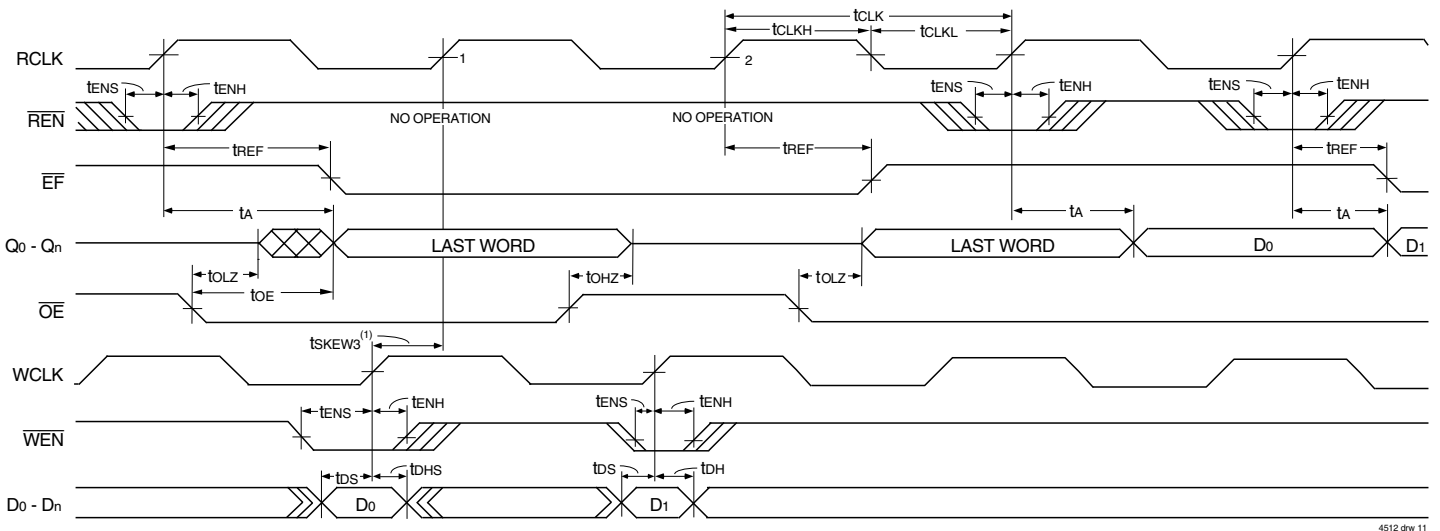 tCLK
tCLKH tCLKL
RCLK 1 2
tENS tENH tENS tENH tENS tENH
REN NO OPERATION NO OPERATION
tREF tREF tREF
EF
tA tA tA
Q0 - Qn LAST WORD LAST WORD D0 D1
tOLZ tOHZ tOLZ
tOE
OE
tSKEW3(1)
WCLK
tENS tENH tENS tENH
WEN
tDS tDHS tDS tDH
D0 - Dn D0 D1
4512 drw 11